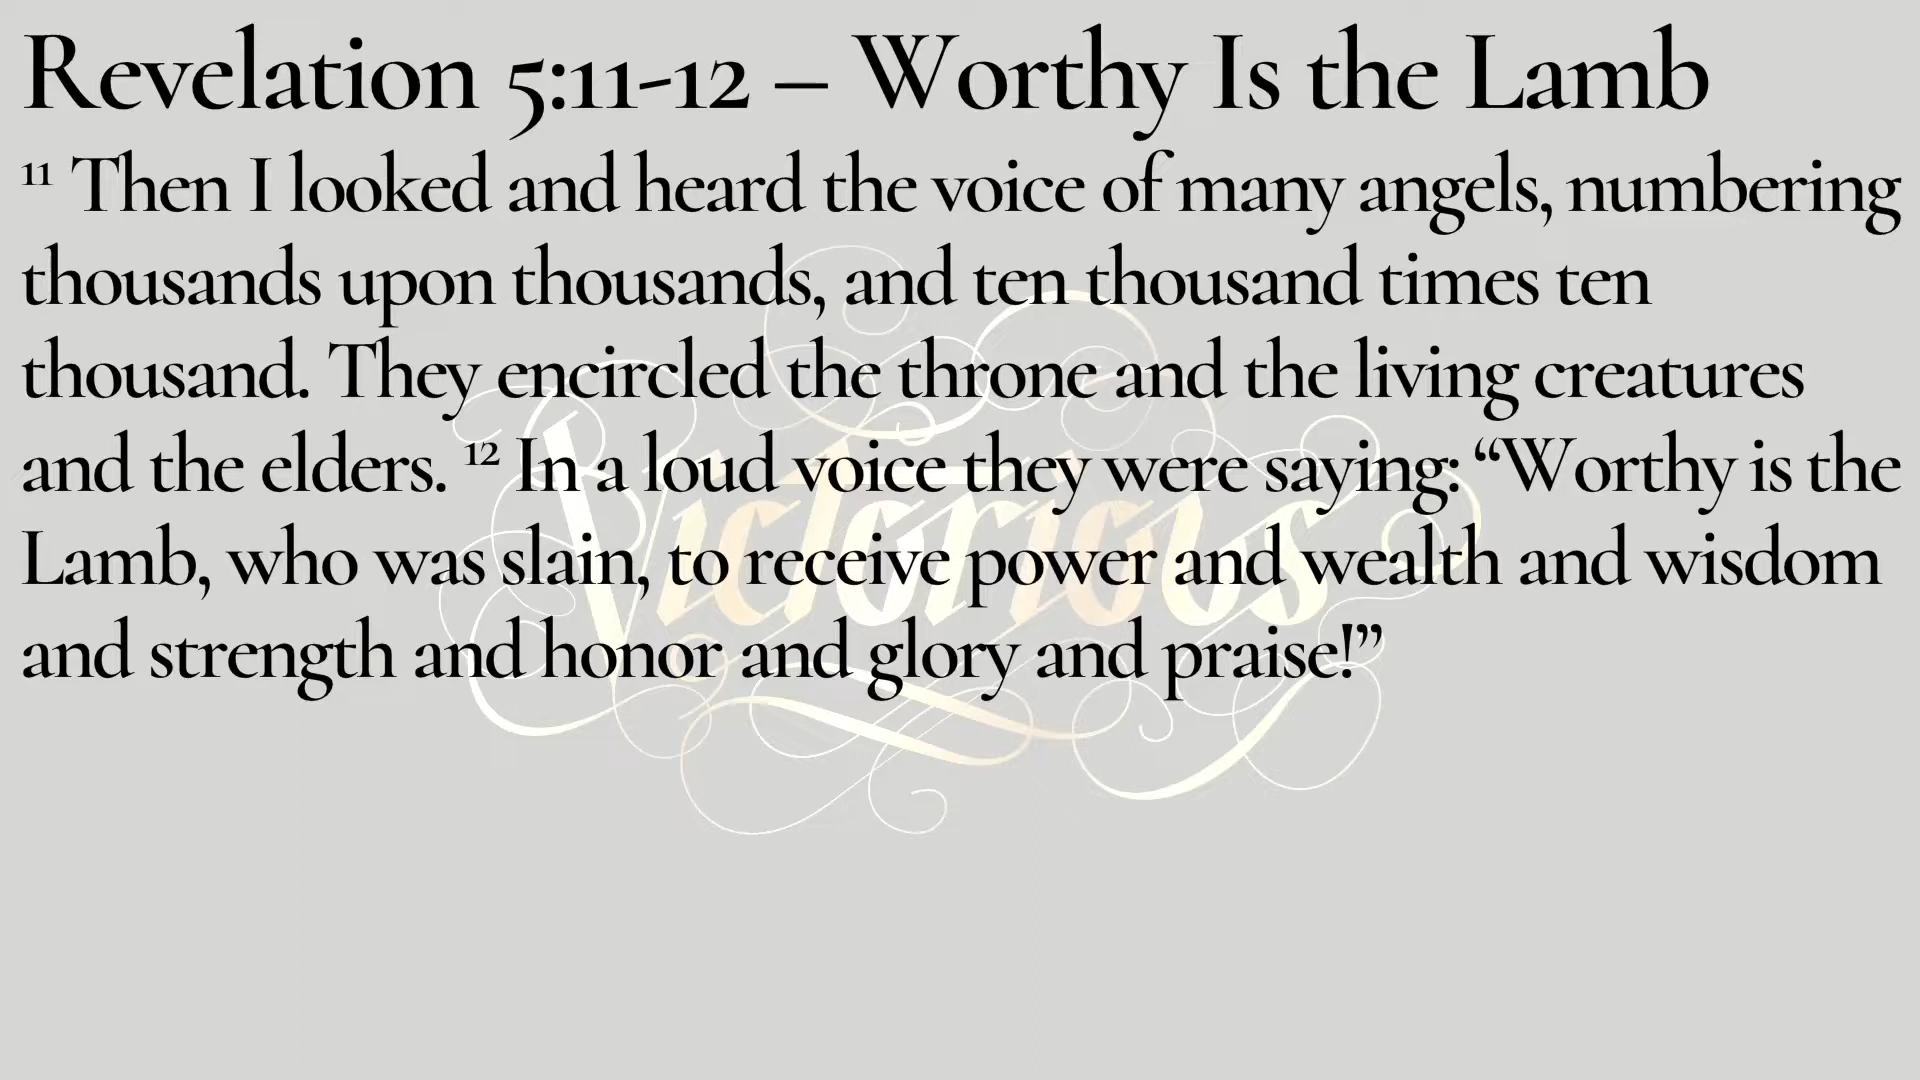 Revelation 5:11-12 – Worthy Is the Lamb
¹¹ Then I looked and heard the voice of many angels, numbering
thousands upon thousands, and ten thousand times ten
thousand. They encircled the throne and the living creatures
and the elders. ¹² In a loud voice they were saying: “Worthy is the
Lamb, who was slain, to receive power and wealth and wisdom
and strength and honor and glory and praise!”
Victorious